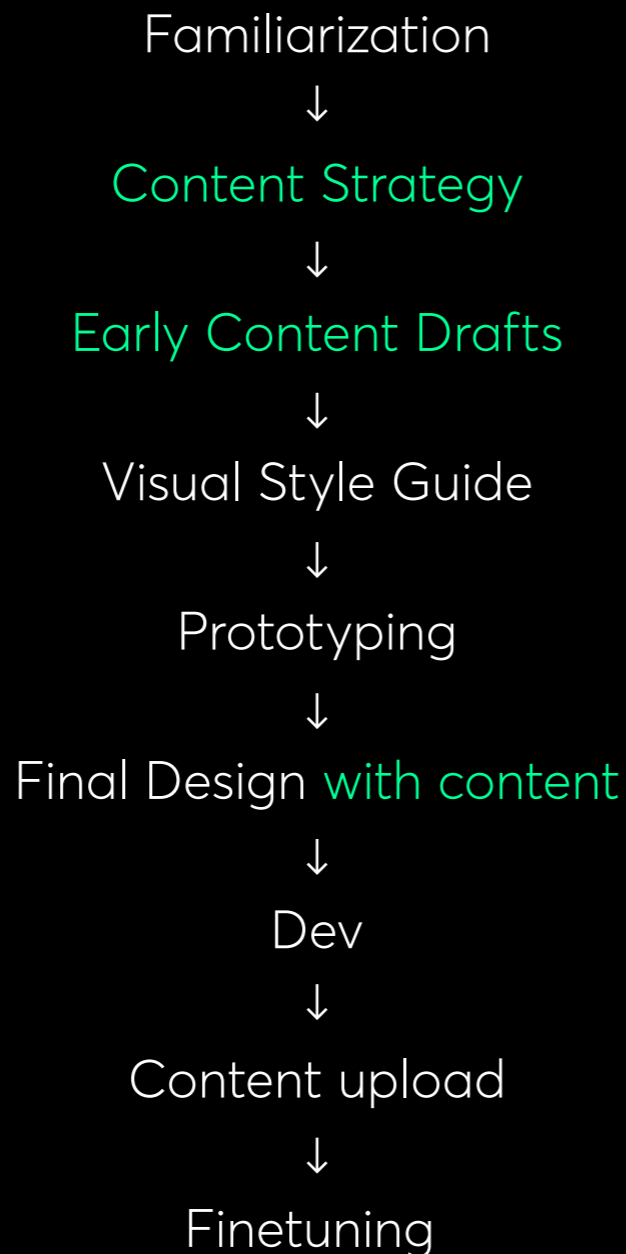 Familiarization
↓
Content Strategy
↓
Early Content Drafts
↓
Visual Style Guide
↓
Prototyping
↓
Final Design with content
↓
Dev
↓
Content upload
↓
Finetuning